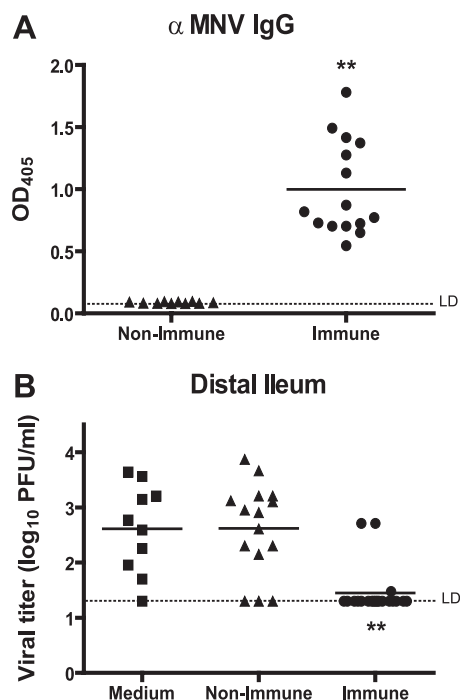 A
α MNV IgG
**
2.0
1.5
1.0
0.5
0.0
OD405
LD
Non-Immune Immune
B
Distal Ileum
4
3
2
1
0
Viral titer (log10 PFU/ml)
LD
**
Medium Non-Immune Immune